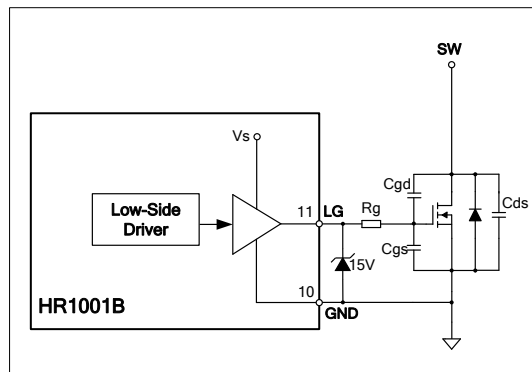 SW
Vs
Cgd
Low-Side
Driver
11
LG
Rg
Cds
Cgs
15V
10
GND
HR1001B